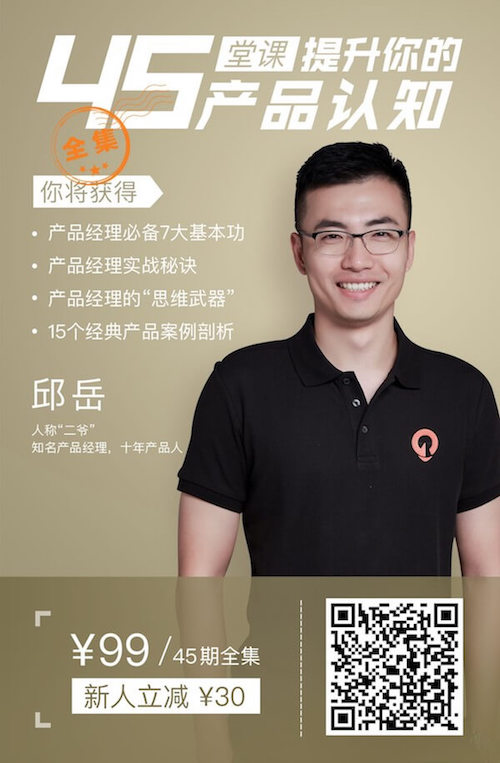 45堂课 提升你的
产品认知
全集
你将获得
• 产品经理必备7大基本功
• 产品经理实战秘诀
• 产品经理的“思维武器”
• 15个经典产品案例剖析
邱岳
人称“二爷”
知名产品经理，十年产品人
¥99/45期全集
新人立减 ¥30